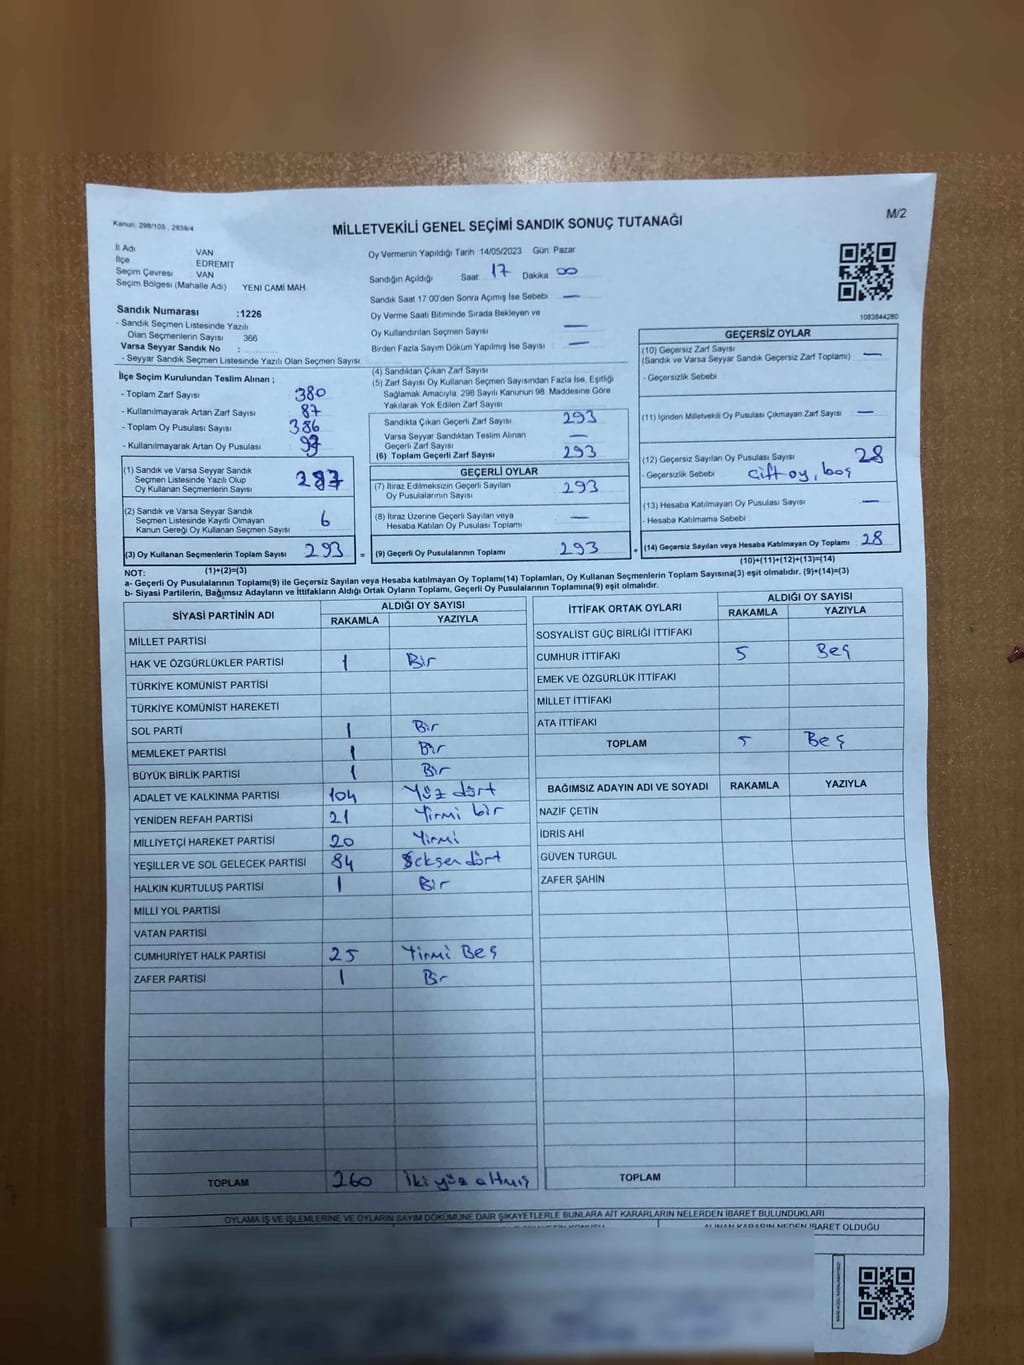 M/2
Kanun: 298/105 , 2839/4
MİLLETVEKİLİ GENEL SEÇİMİ SANDIK SONUÇ TUTANAĞI
İl Adı VAN
İlçe EDREMIT
Seçim Çevresi VAN
Seçim Bölgesi (Mahalle Adı) YENİ CAMİ MAH.
Sandık Numarası :1226
- Sandık Seçmen Listesinde Yazılı
Olan Seçmenlerin Sayısı 366
Varsa Seyyar Sandık No :
- Seyyar Sandık Seçmen Listesinde Yazılı Olan Seçmen Sayısı
Oy Vermenin Yapıldığı Tarih 14/05/2023 Gün: Pazar
Sandığın Açıldığı Saat 17 Dakika 00
Sandık Saat 17.00'den Sonra Açımış İse Sebebi —
Oy Verme Saati Bitiminde Sırada Bekleyen ve
Oy Kullandırılan Seçmen Sayısı —
Birden Fazla Sayım Döküm Yapılmış İse Sayısı —
1083844280
İlçe Seçim Kurulundan Teslim Alınan ;
- Toplam Zarf Sayısı 380
- Kullanılmayarak Artan Zarf Sayısı 87
- Toplam Oy Pusulası Sayısı 386
- Kullanılmayarak Artan Oy Pusulası 93
(1) Sandık ve Varsa Seyyar Sandık
Seçmen Listesinde Yazılı Olup
Oy Kullanan Seçmenlerin Sayısı 287
(2) Sandık ve Varsa Seyyar Sandık
Seçmen Listesinde Kayıtlı Olmayan
Kanun Gereği Oy Kullanan Seçmen Sayısı 6
(3) Oy Kullanan Seçmenlerin Toplam Sayısı 293
(1)+(2)=(3)
(4) Sandıktan Çıkan Zarf Sayısı
(5) Zarf Sayısı Oy Kullanan Seçmen Sayısından Fazla İse, Eşitliği
Sağlamak Amacıyla; 298 Sayılı Kanunun 98. Maddesine Göre
Yakılarak Yok Edilen Zarf Sayısı
Sandıkta Çıkan Geçerli Zarf Sayısı 293
Varsa Seyyar Sandıktan Teslim Alınan
Geçerli Zarf Sayısı —
(6) Toplam Geçerli Zarf Sayısı 293
GEÇERLİ OYLAR
(7) İtiraz Edilmeksizin Geçerli Sayılan
Oy Pusulalarının Sayısı 293
(8) İtiraz Üzerine Geçerli Sayılan veya
Hesaba Katılan Oy Pusulası Toplamı —
= (9) Geçerli Oy Pusulalarının Toplamı 293
GEÇERSİZ OYLAR
(10) Geçersiz Zarf Sayısı
(Sandık ve Varsa Seyyar Sandık Geçersiz Zarf Toplamı) —
- Geçersizlik Sebebi
(11) İçinden Milletvekili Oy Pusulası Çıkmayan Zarf Sayısı —
(12) Geçersiz Sayılan Oy Pusulası Sayısı 28
- Geçersizlik Sebebi Çift oy, boş
(13) Hesaba Katılmayan Oy Pusulası Sayısı —
- Hesaba Katılmama Sebebi
+ (14) Geçersiz Sayılan veya Hesaba Katılmayan Oy Toplamı 28
(10)+(11)+(12)+(13)=(14)
NOT:
a- Geçerli Oy Pusulalarının Toplamı(9) ile Geçersiz Sayılan veya Hesaba katılmayan Oy Toplamı(14) Toplamları, Oy Kullanan Seçmenlerin Toplam Sayısına(3) eşit olmalıdır. (9)+(14)=(3)
b- Siyasi Partilerin, Bağımsız Adayların ve İttifakların Aldığı Ortak Oyların Toplamı, Geçerli Oy Pusulalarının Toplamına(9) eşit olmalıdır.
SİYASİ PARTİNİN ADI ALDIĞI OY SAYISI
RAKAMLA YAZIYLA
MİLLET PARTİSİ
HAK VE ÖZGÜRLÜKLER PARTİSİ 1 Bir
TÜRKİYE KOMÜNİST PARTİSİ
TÜRKİYE KOMÜNİST HAREKETİ
SOL PARTİ 1 Bir
MEMLEKET PARTİSİ 1 Bir
BÜYÜK BİRLİK PARTİSİ 1 Bir
ADALET VE KALKINMA PARTİSİ 104 Yüz dört
YENİDEN REFAH PARTİSİ 21 Yirmi bir
MİLLİYETÇİ HAREKET PARTİSİ 20 Yirmi
YEŞİLLER VE SOL GELECEK PARTİSİ 84 Seksen dört
HALKIN KURTULUŞ PARTİSİ 1 Bir
MİLLİ YOL PARTİSİ
VATAN PARTİSİ
CUMHURİYET HALK PARTİSİ 25 Yirmi Beş
ZAFER PARTİSİ 1 Bir
TOPLAM 260 İki yüz altmış
İTTİFAK ORTAK OYLARI ALDIĞI OY SAYISI
RAKAMLA YAZIYLA
SOSYALİST GÜÇ BİRLİĞİ İTTİFAKI
CUMHUR İTTİFAKI 5 Beş
EMEK VE ÖZGÜRLÜK İTTİFAKI
MİLLET İTTİFAKI
ATA İTTİFAKI
TOPLAM 5 Beş
BAĞIMSIZ ADAYIN ADI VE SOYADI RAKAMLA YAZIYLA
NAZİF ÇETİN
İDRİS AHİ
GÜVEN TURGUL
ZAFER ŞAHİN
TOPLAM
OYLAMA İŞ VE İŞLEMLERİNE VE OYLARIN SAYIM DÖKÜMÜNE DAİR ŞİKAYETLERLE BUNLARA AİT KARARLARIN NELERDEN İBARET BULUNDUKLARI
ALINAN KARARIN NEDEN İBARET OLDUĞU